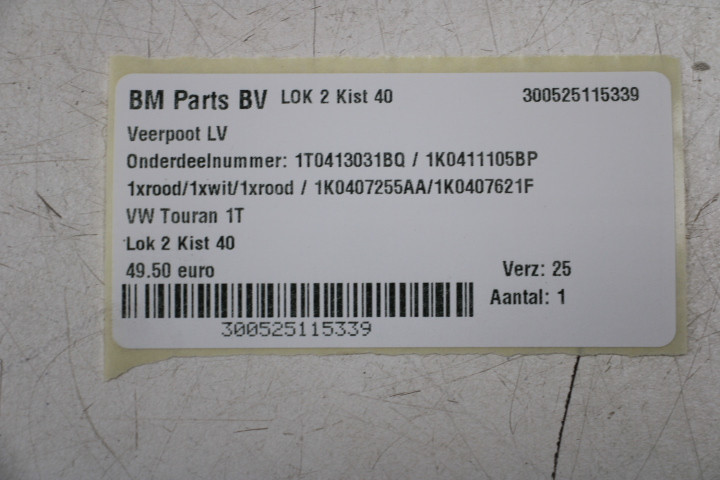 BM Parts BV LOK 2 Kist 40 300525115339
Veerpoot LV
Onderdeelnummer: 1T0413031BQ / 1K0411105BP
1xrood/1xwit/1xrood / 1K0407255AA/1K0407621F
VW Touran 1T
Lok 2 Kist 40
49.50 euro Verz: 25
Aantal: 1
300525115339